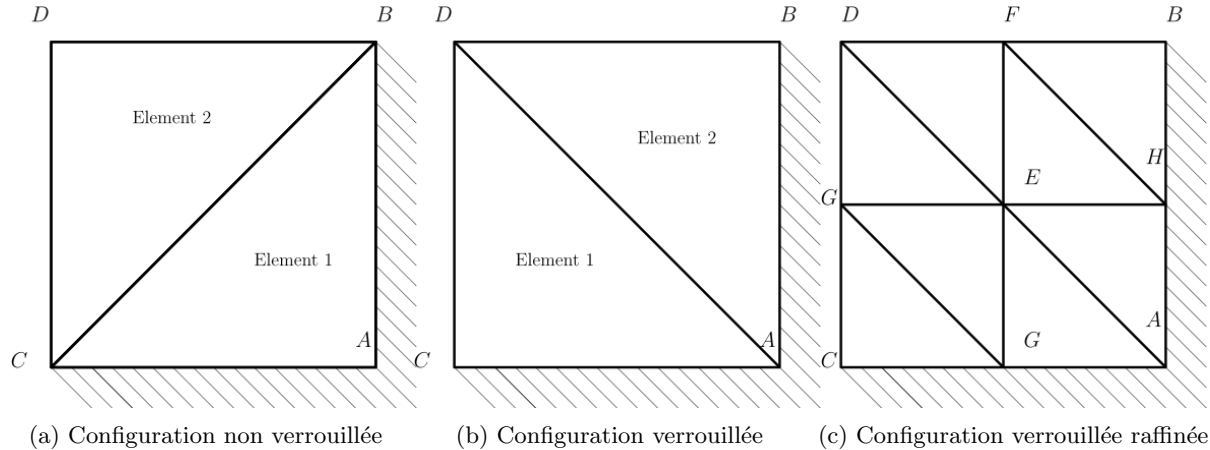 D B D B D F B
Element 2
Element 2
H
E
G
Element 1
Element 1
A
A
A
G
C
C
C
(a) Configuration non verrouillée
(b) Configuration verrouillée
(c) Configuration verrouillée raffinée